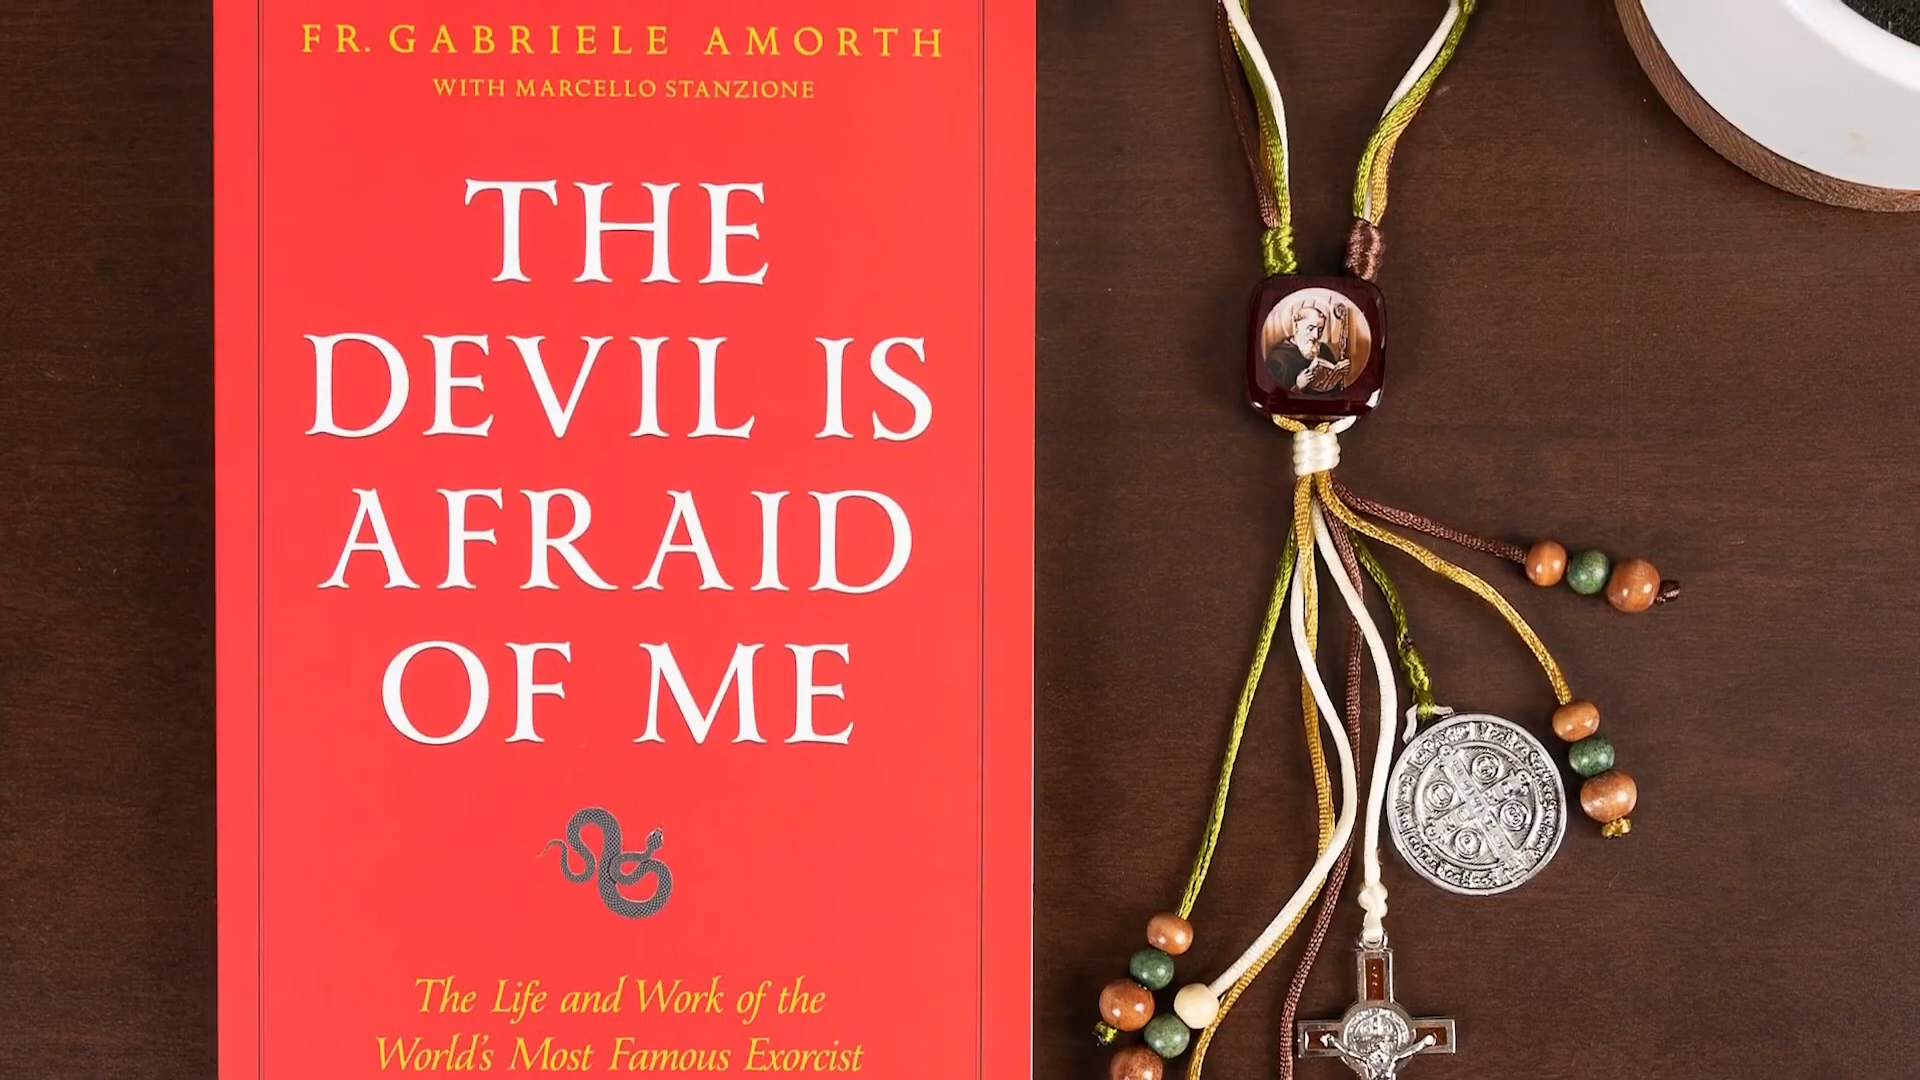 FR. GABRIELE AMORTH
WITH MARCELLO STANZIONE
THE
DEVIL IS
AFRAID
OF ME
The Life and Work of the
World's Most Famous Exorcist